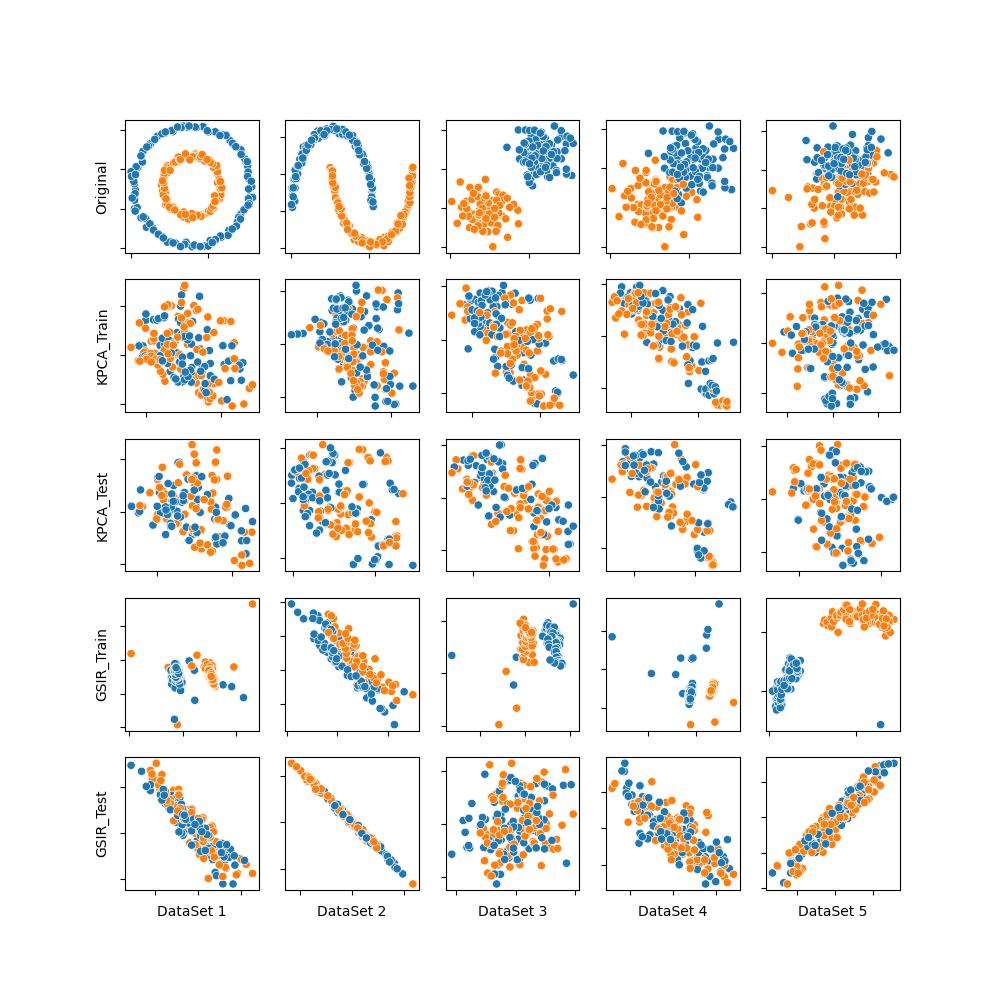 Original
KPCA_Train
KPCA_Test
GSIR_Train
GSIR_Test
DataSet 1
DataSet 2
DataSet 3
DataSet 4
DataSet 5